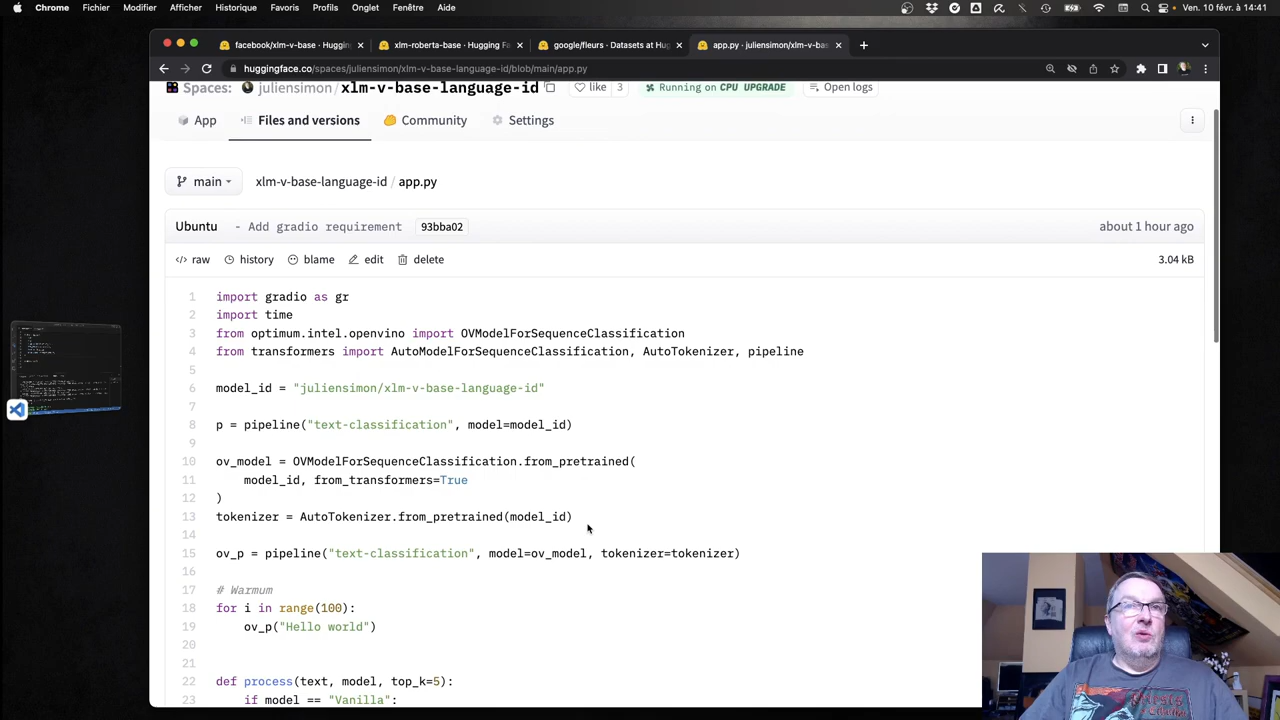 Chrome Fichier Modifier Affichage Historique Favoris Profils Onglet Fenêtre Aide Ven. 10 févr. à 14:41
facebook/xlm-v-base · Hugging xlm-roberta-base · Hugging Fa google/fleurs · Datasets at Hug app.py · juliensimon/xlm-v-bas
huggingface.co/spaces/juliensimon/xlm-v-base-language-id/blob/main/app.py
Spaces: juliensimon/xlm-v-base-language-id like 3 Running on CPU UPGRADE Open logs
App Files and versions Community Settings
main xlm-v-base-language-id / app.py
Ubuntu - Add gradio requirement 93bba02 about 1 hour ago
</> raw history blame edit delete 3.04 kB
1 import gradio as gr
2 import time
3 from optimum.intel.openvino import OVModelForSequenceClassification
4 from transformers import AutoModelForSequenceClassification, AutoTokenizer, pipeline
5
6 model_id = "juliensimon/xlm-v-base-language-id"
7
8 p = pipeline("text-classification", model=model_id)
9
10 ov_model = OVModelForSequenceClassification.from_pretrained(
11 model_id, from_transformers=True
12 )
13 tokenizer = AutoTokenizer.from_pretrained(model_id)
14
15 ov_p = pipeline("text-classification", model=ov_model, tokenizer=tokenizer)
16
17 # Warmum
18 for i in range(100):
19 ov_p("Hello world")
20
21
22 def process(text, model, top_k=5):
23 if model == "Vanilla":